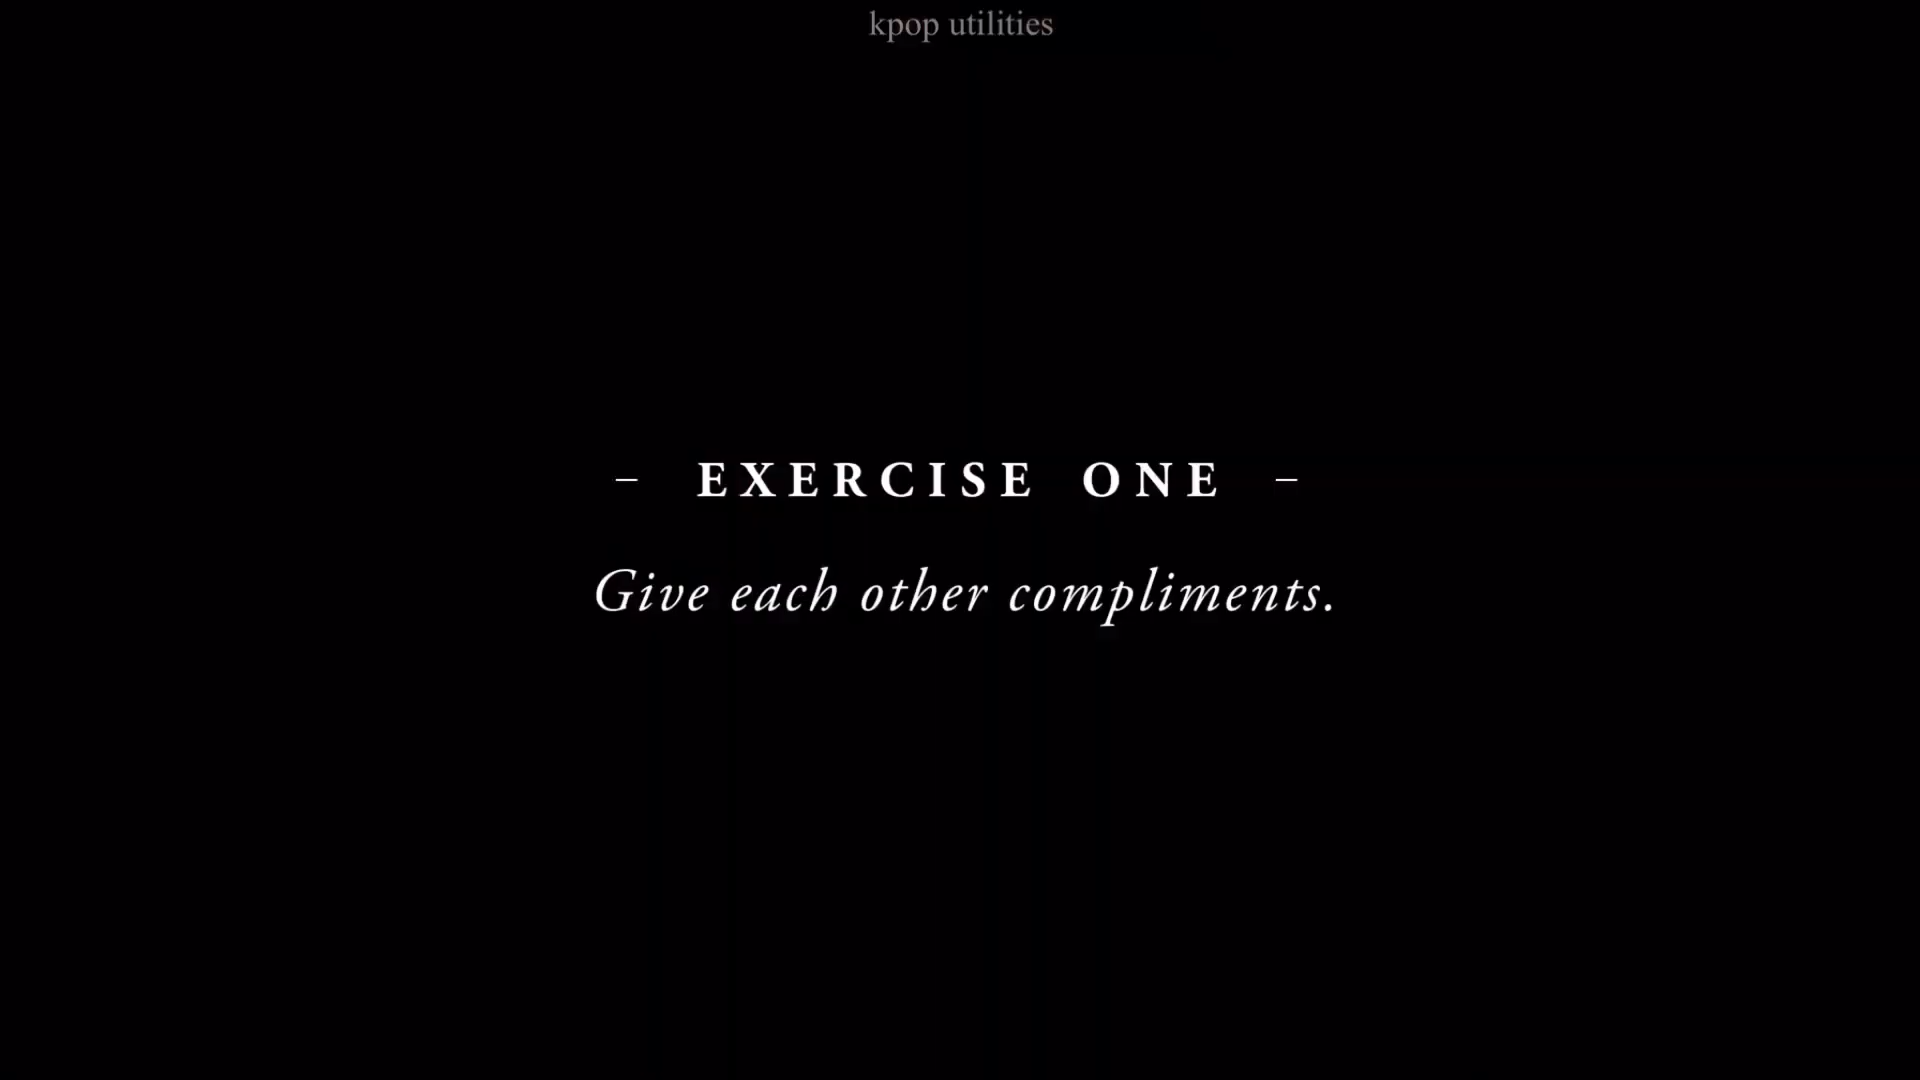 kpop utilities
– EXERCISE ONE –
Give each other compliments.